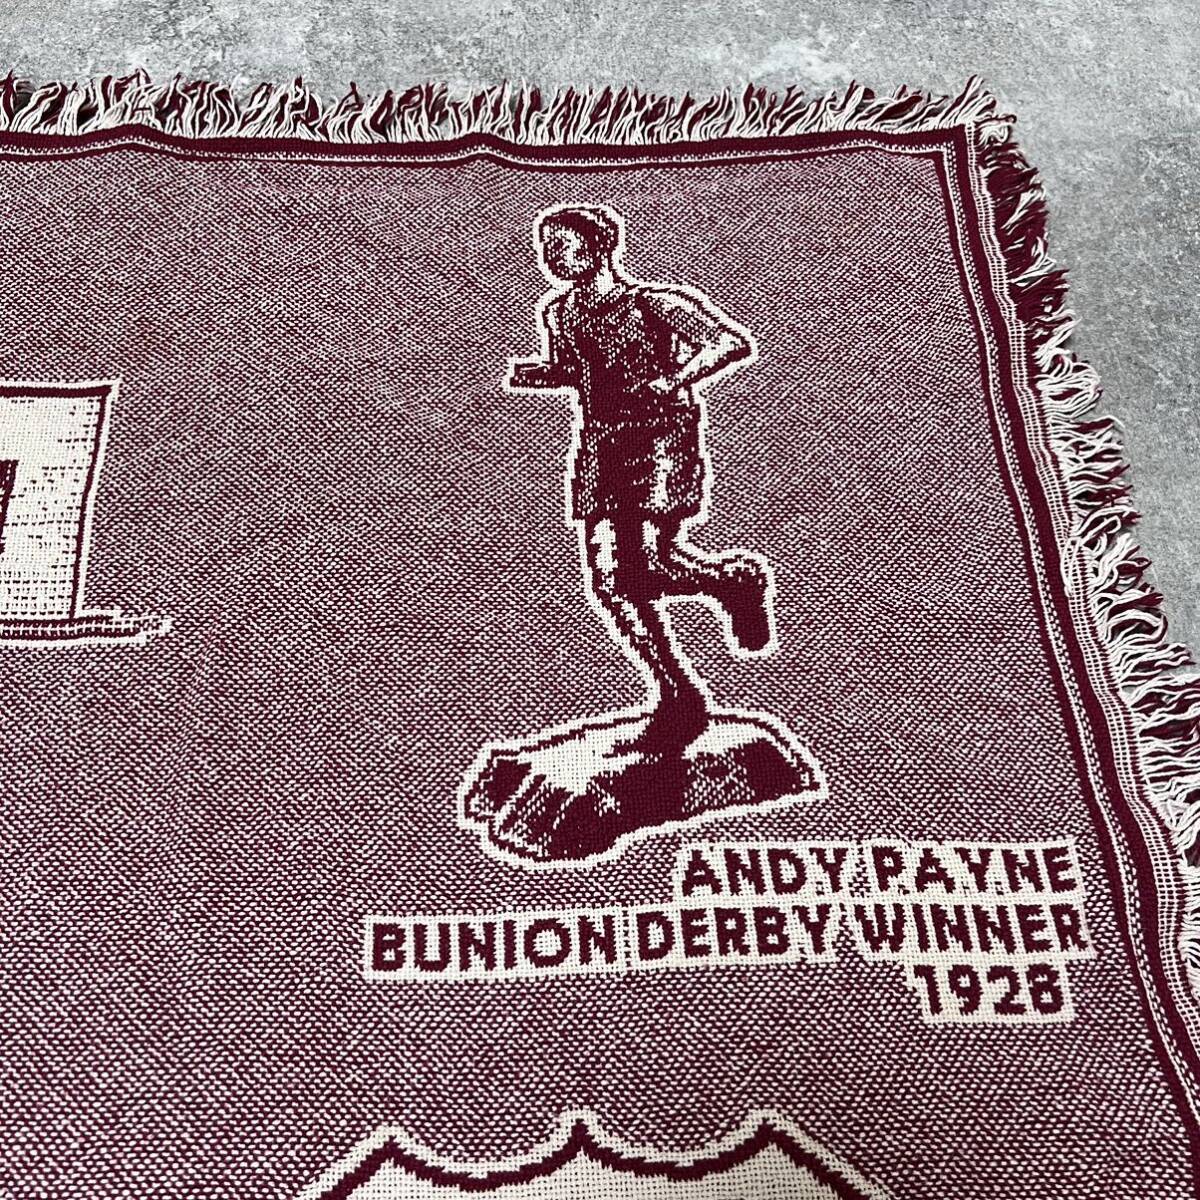 ANDY PAYNE
BUNION DERBY WINNER
1928